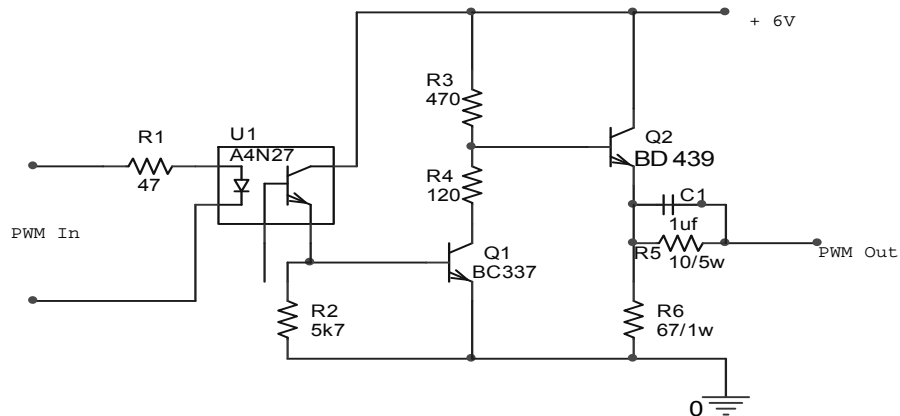 + 6V
R3
470
R1
47
U1
A4N27
Q2
BD 439
R4
120
C1
1uf
PWM In
R5
10/5w
PWM Out
Q1
BC337
R2
5k7
R6
67/1w
0